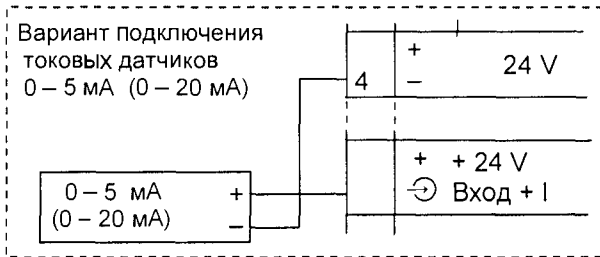 Вариант подключения
токовых датчиков
0 – 5 мА (0 – 20 мА)
+
–
24 V
4
+ + 24 V
Вход + I
0 – 5 мА
(0 – 20 мА)
+
–